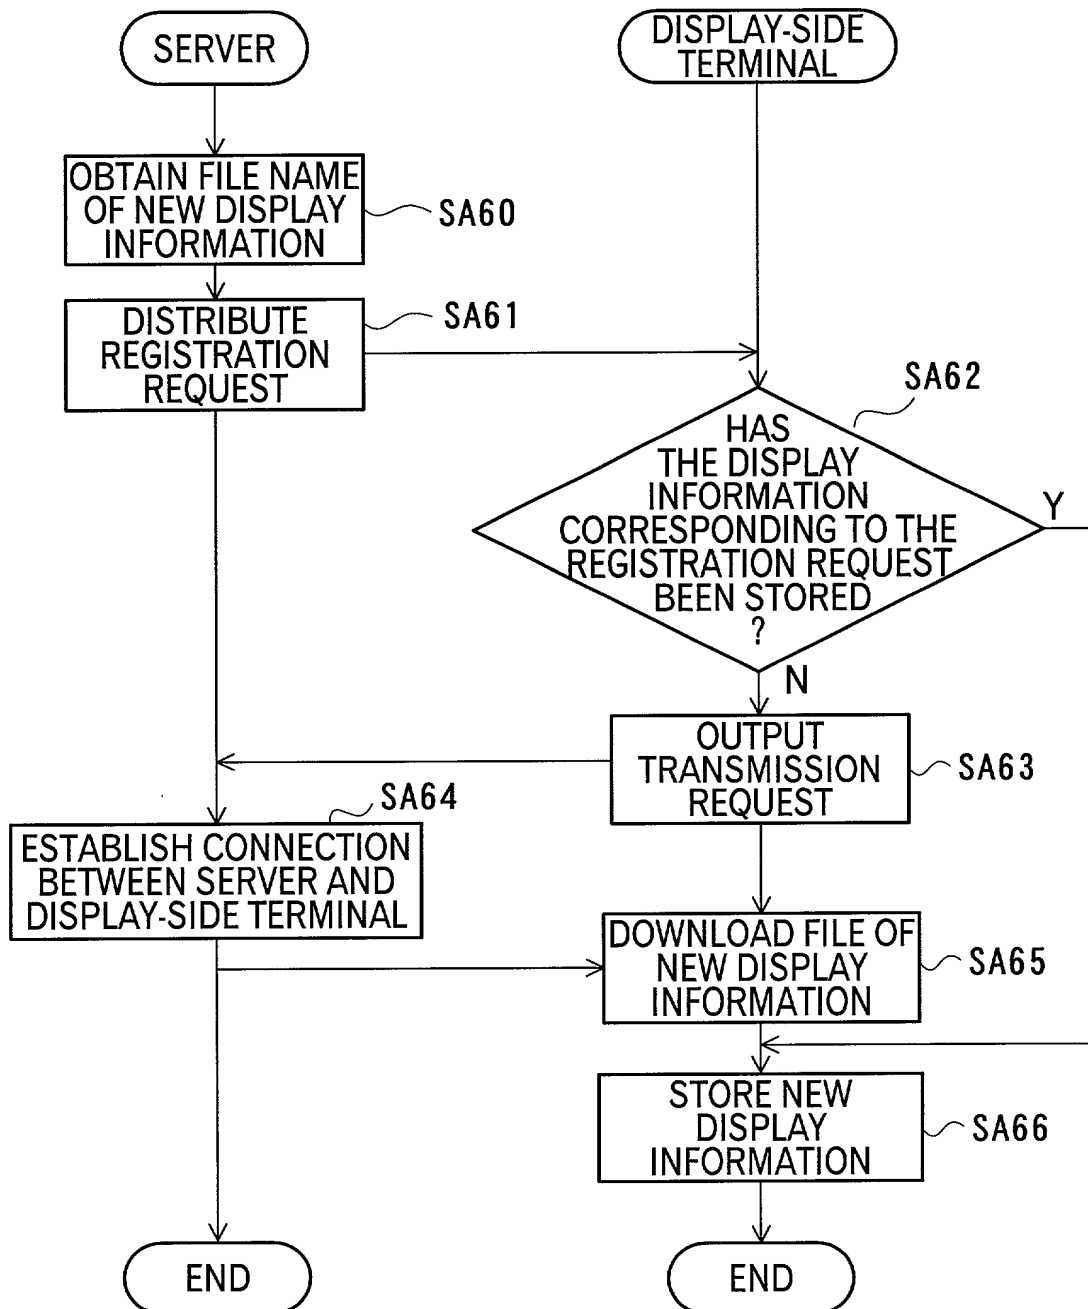 SERVER
DISPLAY-SIDE
TERMINAL
OBTAIN FILE NAME
OF NEW DISPLAY
INFORMATION
SA60
DISTRIBUTE
REGISTRATION
REQUEST
SA61
SA62
HAS
THE DISPLAY
INFORMATION
CORRESPONDING TO THE
REGISTRATION REQUEST
BEEN STORED
?
Y
N
OUTPUT
TRANSMISSION
REQUEST
SA63
SA64
ESTABLISH CONNECTION
BETWEEN SERVER AND
DISPLAY-SIDE TERMINAL
DOWNLOAD FILE OF
NEW DISPLAY
INFORMATION
SA65
STORE NEW
DISPLAY
INFORMATION
SA66
END
END